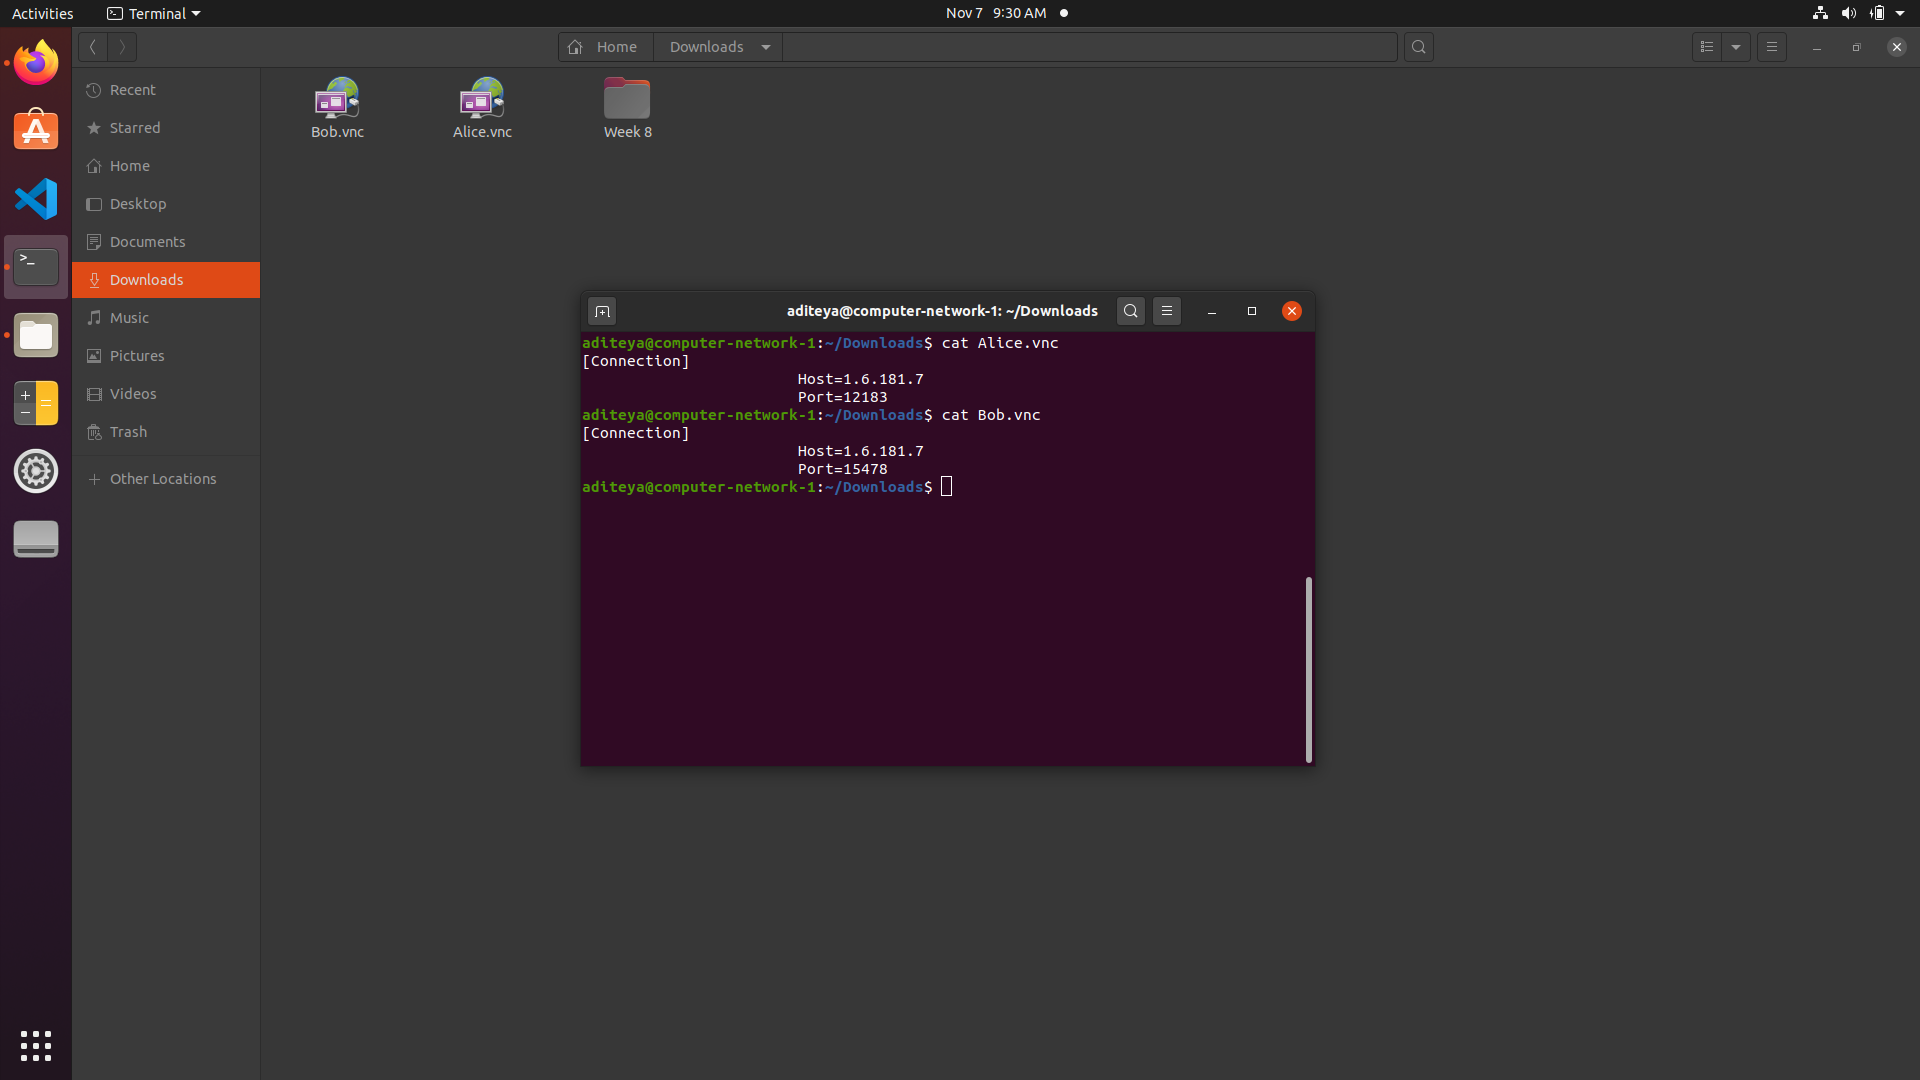 Activities
Terminal
Nov 7 9:30 AM
Home
Downloads
Recent
Starred
Home
Desktop
Documents
Downloads
Music
Pictures
Videos
Trash
Other Locations
Bob.vnc
Alice.vnc
Week 8
aditeya@computer-network-1: ~/Downloads
aditeya@computer-network-1:~/Downloads$ cat Alice.vnc
[Connection]
Host=1.6.181.7
Port=12183
aditeya@computer-network-1:~/Downloads$ cat Bob.vnc
[Connection]
Host=1.6.181.7
Port=15478
aditeya@computer-network-1:~/Downloads$